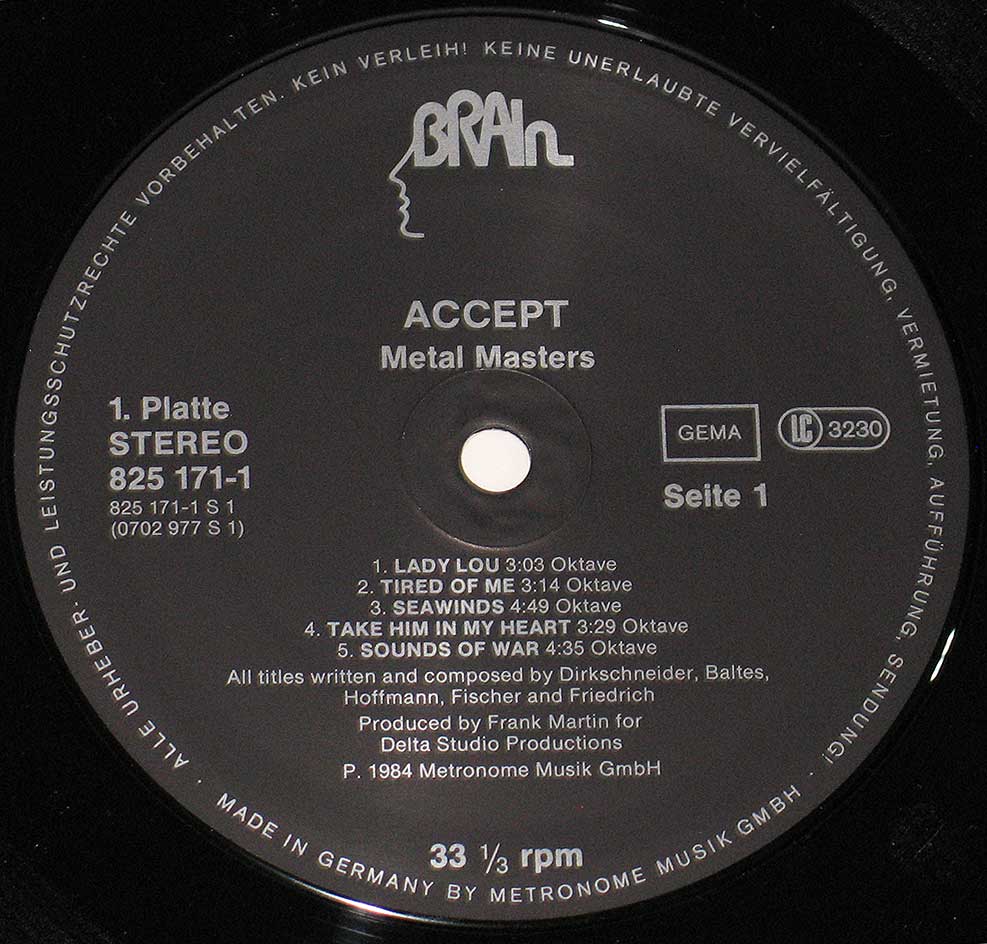 ALLE URHEBER- UND LEISTUNGSSCHUTZRECHTE VORBEHALTEN. KEIN VERLEIH! KEINE UNERLAUBTE VERVIELFÄLTIGUNG, VERMIETUNG, AUFFÜHRUNG, SENDUNG!
BRAIn
ACCEPT
Metal Masters
1. Platte
STEREO
825 171-1
825 171-1 S 1
(0702 977 S 1)
GEMA
LC 3230
Seite 1
1. LADY LOU 3:03 Oktave
2. TIRED OF ME 3:14 Oktave
3. SEAWINDS 4:49 Oktave
4. TAKE HIM IN MY HEART 3:29 Oktave
5. SOUNDS OF WAR 4:35 Oktave
All titles written and composed by Dirkschneider, Baltes,
Hoffmann, Fischer and Friedrich
Produced by Frank Martin for
Delta Studio Productions
P. 1984 Metronome Musik GmbH
33 ⅓ rpm
· MADE IN GERMANY BY METRONOME MUSIK GMBH ·